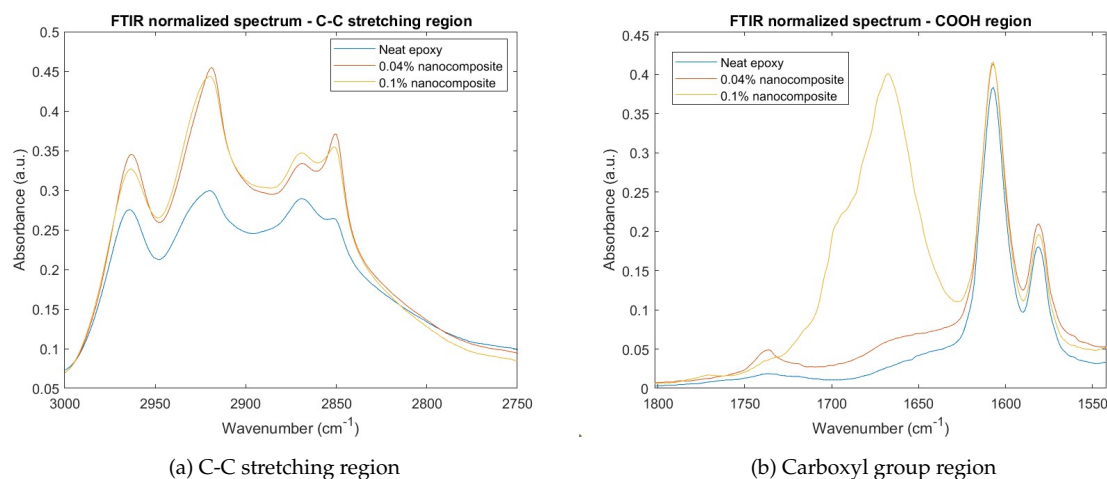 FTIR normalized spectrum - C-C stretching region
Neat epoxy
0.04% nanocomposite
0.1% nanocomposite
0.5
0.45
0.4
0.35
0.3
0.25
0.2
0.15
0.1
0.05
Absorbance (a.u.)
3000 2950 2900 2850 2800 2750
Wavenumber (cm-1)
(a) C-C stretching region
FTIR normalized spectrum - COOH region
Neat epoxy
0.04% nanocomposite
0.1% nanocomposite
0.45
0.4
0.35
0.3
0.25
0.2
0.15
0.1
0.05
0
Absorbance (a.u.)
1800 1750 1700 1650 1600 1550
Wavenumber (cm-1)
(b) Carboxyl group region